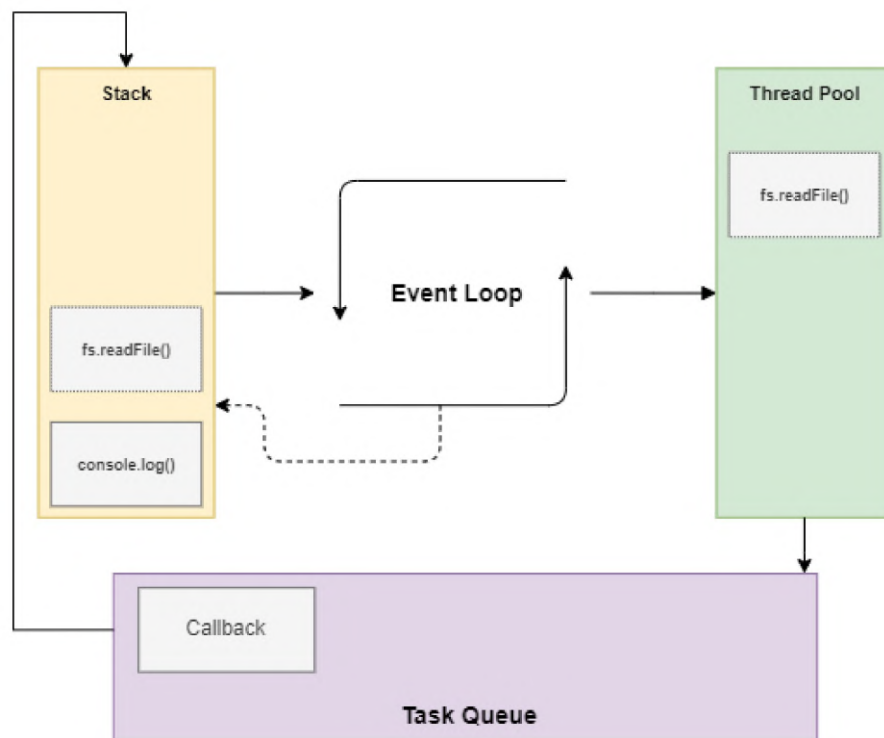 Stack
Thread Pool
fs.readFile()
Event Loop
fs.readFile()
console.log()
Callback
Task Queue